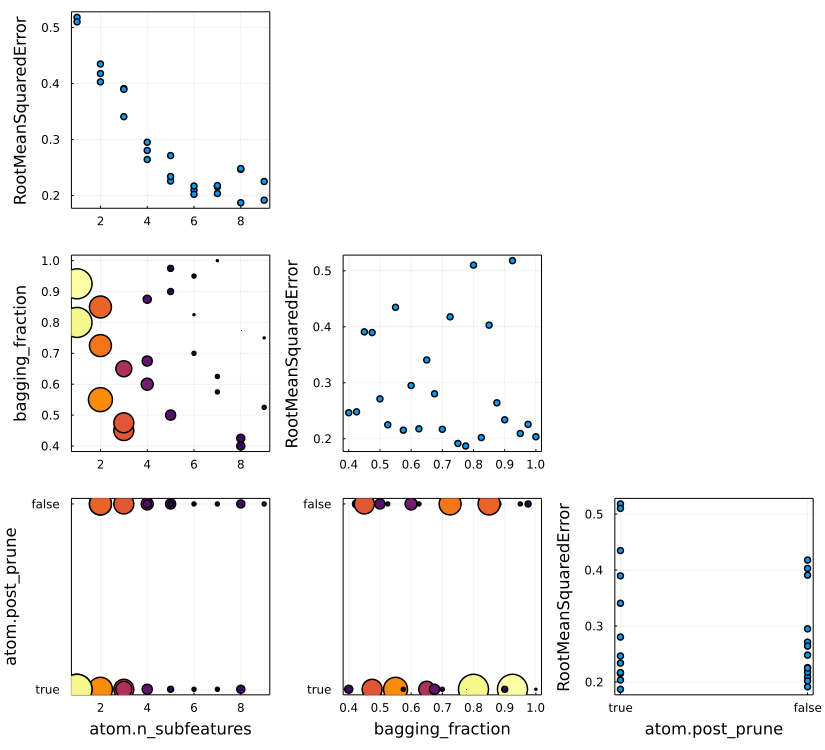 RootMeanSquaredError
0.5
0.4
0.3
0.2
2 4 6 8
bagging_fraction
1.0
0.9
0.8
0.7
0.6
0.5
0.4
2 4 6 8
RootMeanSquaredError
0.5
0.4
0.3
0.2
0.4 0.5 0.6 0.7 0.8 0.9 1.0
atom.post_prune
false
true
2 4 6 8
atom.n_subfeatures
false
true
0.4 0.5 0.6 0.7 0.8 0.9 1.0
bagging_fraction
RootMeanSquaredError
0.5
0.4
0.3
0.2
true false
atom.post_prune